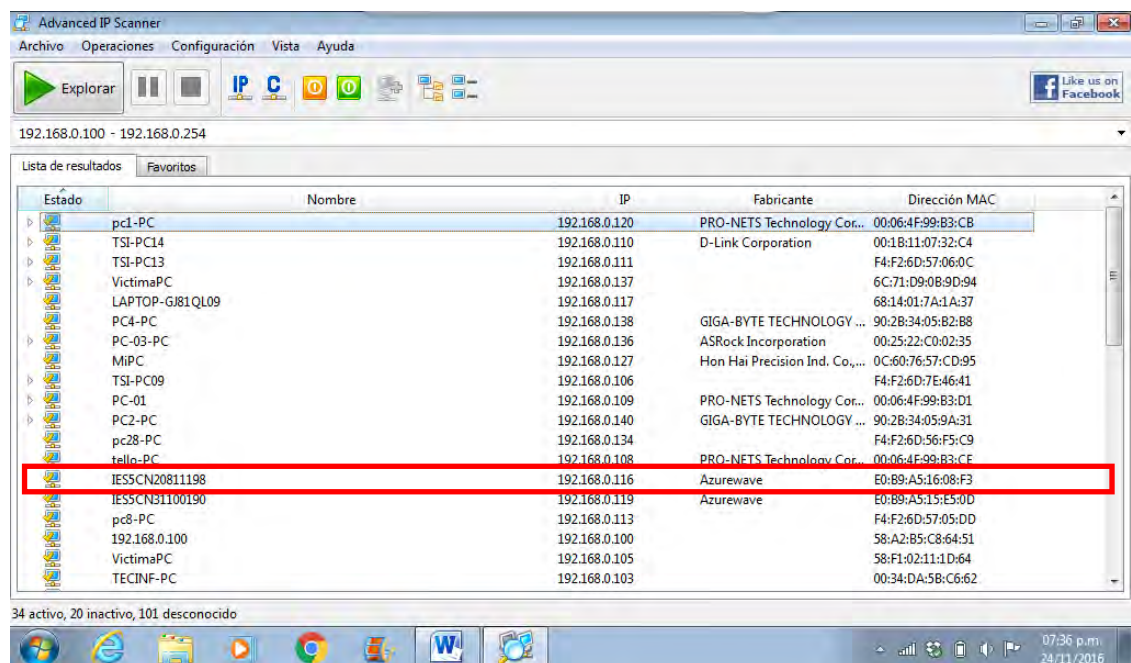 Advanced IP Scanner
Archivo Operaciones Configuración Vista Ayuda
Explorar IP C Like us on
Facebook
192.168.0.100 - 192.168.0.254
Lista de resultados Favoritos
Estado Nombre IP Fabricante Dirección MAC
pc1-PC 192.168.0.120 PRO-NETS Technology Cor... 00:06:4F:99:B3:CB
TSI-PC14 192.168.0.110 D-Link Corporation 00:1B:11:07:32:C4
TSI-PC13 192.168.0.111 F4:F2:6D:57:06:0C
VictimaPC 192.168.0.137 6C:71:D9:0B:9D:94
LAPTOP-GJ81QL09 192.168.0.117 68:14:01:7A:1A:37
PC4-PC 192.168.0.138 GIGA-BYTE TECHNOLOGY ... 90:2B:34:05:B2:B8
PC-03-PC 192.168.0.136 ASRock Incorporation 00:25:22:C0:02:35
MiPC 192.168.0.127 Hon Hai Precision Ind. Co.,... 0C:60:76:57:CD:95
TSI-PC09 192.168.0.106 F4:F2:6D:7E:46:41
PC-01 192.168.0.109 PRO-NETS Technology Cor... 00:06:4F:99:B3:D1
PC2-PC 192.168.0.140 GIGA-BYTE TECHNOLOGY ... 90:2B:34:05:9A:31
pc28-PC 192.168.0.134 F4:F2:6D:56:F5:C9
tello-PC 192.168.0.108 PRO-NETS Technology Cor... 00:06:4F:99:B3:CE
IES5CN20811198 192.168.0.116 Azurewave E0:B9:A5:16:08:F3
IES5CN31100190 192.168.0.119 Azurewave E0:B9:A5:15:E5:0D
pc8-PC 192.168.0.113 F4:F2:6D:57:05:DD
192.168.0.100 192.168.0.100 58:A2:B5:C8:64:51
VictimaPC 192.168.0.105 58:F1:02:11:1D:64
TECINF-PC 192.168.0.103 00:34:DA:5B:C6:62
34 activo, 20 inactivo, 101 desconocido
07:36 p.m.
24/11/2016